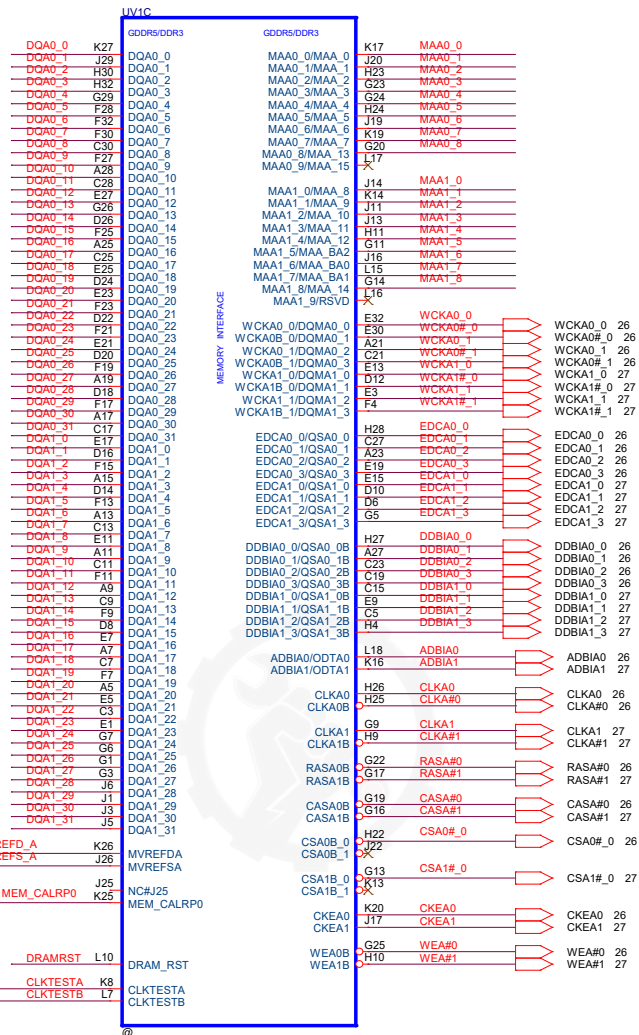 UV1C
GDDR5/DDR3 GDDR5/DDR3
MEMORY INTERFACE
DQA0_0 K27 DQA0_0
DQA0_1 J29 DQA0_1
DQA0_2 H30 DQA0_2
DQA0_3 H32 DQA0_3
DQA0_4 G29 DQA0_4
DQA0_5 F28 DQA0_5
DQA0_6 F32 DQA0_6
DQA0_7 F30 DQA0_7
DQA0_8 C30 DQA0_8
DQA0_9 F27 DQA0_9
DQA0_10 A28 DQA0_10
DQA0_11 C28 DQA0_11
DQA0_12 E27 DQA0_12
DQA0_13 G26 DQA0_13
DQA0_14 D26 DQA0_14
DQA0_15 F25 DQA0_15
DQA0_16 A25 DQA0_16
DQA0_17 C25 DQA0_17
DQA0_18 E25 DQA0_18
DQA0_19 D24 DQA0_19
DQA0_20 E23 DQA0_20
DQA0_21 F23 DQA0_21
DQA0_22 D22 DQA0_22
DQA0_23 F21 DQA0_23
DQA0_24 E21 DQA0_24
DQA0_25 D20 DQA0_25
DQA0_26 F19 DQA0_26
DQA0_27 A19 DQA0_27
DQA0_28 D18 DQA0_28
DQA0_29 F17 DQA0_29
DQA0_30 A17 DQA0_30
DQA0_31 C17 DQA0_31
DQA1_0 E17 DQA1_0
DQA1_1 D16 DQA1_1
DQA1_2 F15 DQA1_2
DQA1_3 A15 DQA1_3
DQA1_4 D14 DQA1_4
DQA1_5 F13 DQA1_5
DQA1_6 A13 DQA1_6
DQA1_7 C13 DQA1_7
DQA1_8 E11 DQA1_8
DQA1_9 A11 DQA1_9
DQA1_10 C11 DQA1_10
DQA1_11 F11 DQA1_11
DQA1_12 A9 DQA1_12
DQA1_13 C9 DQA1_13
DQA1_14 F9 DQA1_14
DQA1_15 D8 DQA1_15
DQA1_16 E7 DQA1_16
DQA1_17 A7 DQA1_17
DQA1_18 C7 DQA1_18
DQA1_19 F7 DQA1_19
DQA1_20 A5 DQA1_20
DQA1_21 E5 DQA1_21
DQA1_22 C3 DQA1_22
DQA1_23 E1 DQA1_23
DQA1_24 G7 DQA1_24
DQA1_25 G6 DQA1_25
DQA1_26 G1 DQA1_26
DQA1_27 G3 DQA1_27
DQA1_28 J6 DQA1_28
DQA1_29 J1 DQA1_29
DQA1_30 J3 DQA1_30
DQA1_31 J5 DQA1_31
REFD_A K26 MVREFDA
REFS_A J26 MVREFSA
J25 NC#J25
MEM_CALRP0 K25 MEM_CALRP0
DRAMRST L10 DRAM_RST
CLKTESTA K8 CLKTESTA
CLKTESTB L7 CLKTESTB
MAA0_0/MAA_0 K17 MAA0_0
MAA0_1/MAA_1 J20 MAA0_1
MAA0_2/MAA_2 H23 MAA0_2
MAA0_3/MAA_3 G23 MAA0_3
MAA0_4/MAA_4 G24 MAA0_4
MAA0_5/MAA_5 H24 MAA0_5
MAA0_6/MAA_6 J19 MAA0_6
MAA0_7/MAA_7 K19 MAA0_7
MAA0_8/MAA_13 G20 MAA0_8
MAA0_9/MAA_15 L17
MAA1_0/MAA_8 J14 MAA1_0
MAA1_1/MAA_9 K14 MAA1_1
MAA1_2/MAA_10 J11 MAA1_2
MAA1_3/MAA_11 J13 MAA1_3
MAA1_4/MAA_12 H11 MAA1_4
MAA1_5/MAA_BA2 G11 MAA1_5
MAA1_6/MAA_BA0 J16 MAA1_6
MAA1_7/MAA_BA1 L15 MAA1_7
MAA1_8/MAA_14 G14 MAA1_8
MAA1_9/RSVD L16
WCKA0_0/DQMA0_0 E32 WCKA0_0 WCKA0_0 26
WCKA0B_0/DQMA0_1 E30 WCKA0#_0 WCKA0#_0 26
WCKA0_1/DQMA0_2 A21 WCKA0_1 WCKA0_1 26
WCKA0B_1/DQMA0_3 C21 WCKA0#_1 WCKA0#_1 26
WCKA1_0/DQMA1_0 E13 WCKA1_0 WCKA1_0 27
WCKA1B_0/DQMA1_1 D12 WCKA1#_0 WCKA1#_0 27
WCKA1_1/DQMA1_2 E3 WCKA1_1 WCKA1_1 27
WCKA1B_1/DQMA1_3 F4 WCKA1#_1 WCKA1#_1 27
EDCA0_0/QSA0_0 H28 EDCA0_0 EDCA0_0 26
EDCA0_1/QSA0_1 C27 EDCA0_1 EDCA0_1 26
EDCA0_2/QSA0_2 A23 EDCA0_2 EDCA0_2 26
EDCA0_3/QSA0_3 E19 EDCA0_3 EDCA0_3 26
EDCA1_0/QSA1_0 E15 EDCA1_0 EDCA1_0 27
EDCA1_1/QSA1_1 D10 EDCA1_1 EDCA1_1 27
EDCA1_2/QSA1_2 D6 EDCA1_2 EDCA1_2 27
EDCA1_3/QSA1_3 G5 EDCA1_3 EDCA1_3 27
DDBIA0_0/QSA0_0B H27 DDBIA0_0 DDBIA0_0 26
DDBIA0_1/QSA0_1B A27 DDBIA0_1 DDBIA0_1 26
DDBIA0_2/QSA0_2B C23 DDBIA0_2 DDBIA0_2 26
DDBIA0_3/QSA0_3B C19 DDBIA0_3 DDBIA0_3 26
DDBIA1_0/QSA1_0B C15 DDBIA1_0 DDBIA1_0 27
DDBIA1_1/QSA1_1B E9 DDBIA1_1 DDBIA1_1 27
DDBIA1_2/QSA1_2B C5 DDBIA1_2 DDBIA1_2 27
DDBIA1_3/QSA1_3B H4 DDBIA1_3 DDBIA1_3 27
ADBIA0/ODTA0 L18 ADBIA0 ADBIA0 26
ADBIA1/ODTA1 K16 ADBIA1 ADBIA1 27
CLKA0 H26 CLKA0 CLKA0 26
CLKA0B H25 CLKA#0 CLKA#0 26
CLKA1 G9 CLKA1 CLKA1 27
CLKA1B H9 CLKA#1 CLKA#1 27
RASA0B G22 RASA#0 RASA#0 26
RASA1B G17 RASA#1 RASA#1 27
CASA0B G19 CASA#0 CASA#0 26
CASA1B G16 CASA#1 CASA#1 27
CSA0B_0 H22 CSA0#_0 CSA0#_0 26
CSA0B_1 J22
CSA1B_0 G13 CSA1#_0 CSA1#_0 27
CSA1B_1 K13
CKEA0 K20 CKEA0 CKEA0 26
CKEA1 J17 CKEA1 CKEA1 27
WEA0B G25 WEA#0 WEA#0 26
WEA1B H10 WEA#1 WEA#1 27
@